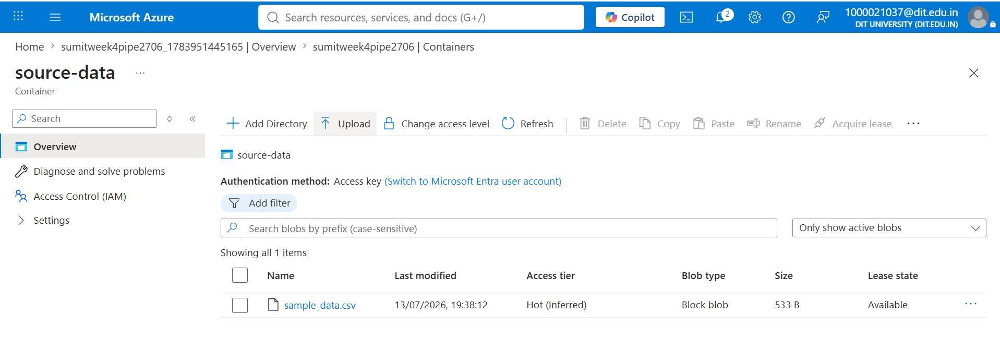 Microsoft Azure
Search resources, services, and docs (G+/)
Copilot
2
1000021037@dit.edu.in
DIT UNIVERSITY (DIT.EDU.IN)
Home > sumitweek4pipe2706_1783951445165 | Overview > sumitweek4pipe2706 | Containers
source-data ...
Container
Search
Overview
Diagnose and solve problems
Access Control (IAM)
Settings
Add Directory Upload Change access level Refresh Delete Copy Paste Rename Acquire lease ...
source-data
Authentication method: Access key (Switch to Microsoft Entra user account)
Add filter
Search blobs by prefix (case-sensitive)
Only show active blobs
Showing all 1 items
Name Last modified Access tier Blob type Size Lease state
sample_data.csv 13/07/2026, 19:38:12 Hot (Inferred) Block blob 533 B Available ...